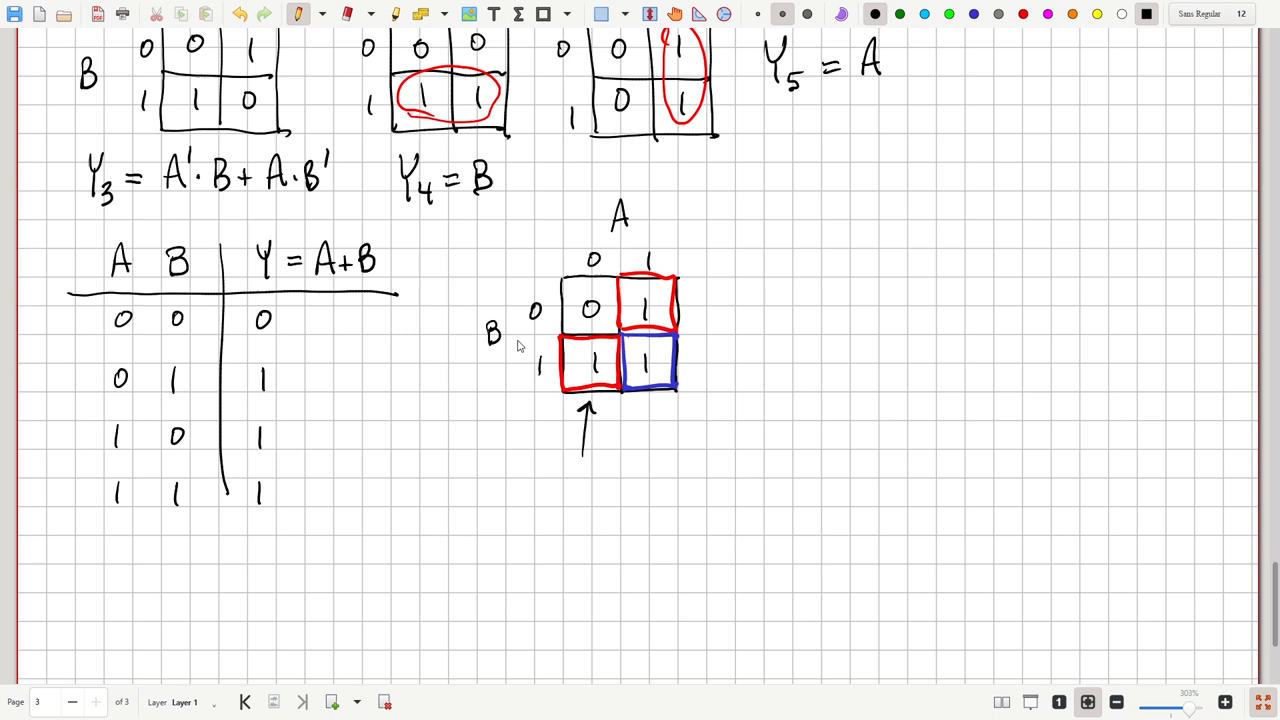 Sans Regular 12
0 0 1
B
1 1 0
0 0 0
1 1 1
0 0 1
1 0 1
Y5 = A
Y3 = A'·B + A·B'
Y4 = B
A B Y = A+B
0 0 0
0 1 1
1 0 1
1 1 1
A
0 1
0 0 1
B
1 1 1
Page 3 of 3 Layer Layer 1
303%